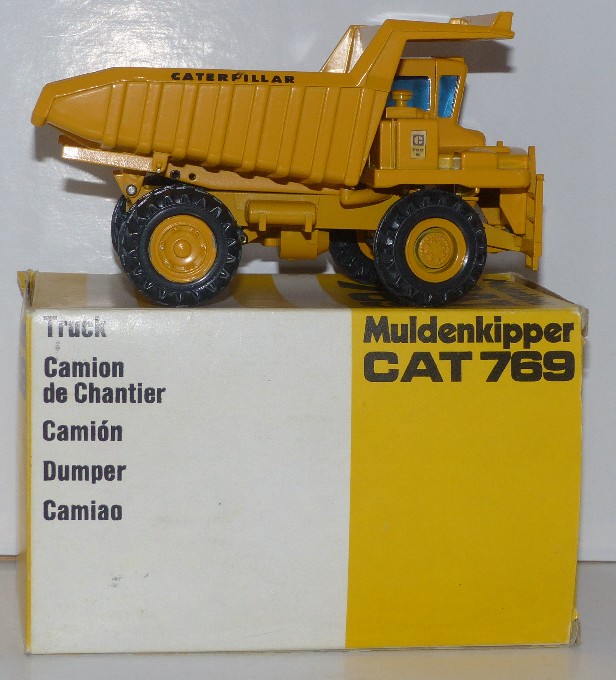 CATERPILLAR
Truck
Camion
de Chantier
Camión
Dumper
Camiao
Muldenkipper
CAT 769